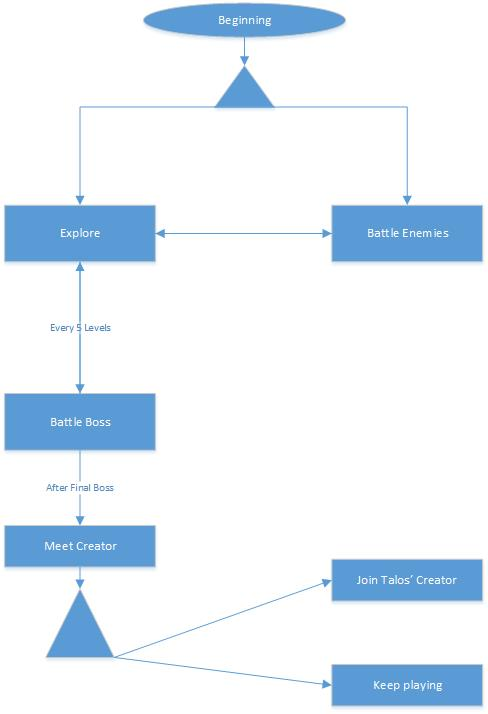 Beginning
Explore
Battle Enemies
Every 5 Levels
Battle Boss
After Final Boss
Meet Creator
Join Talos’ Creator
Keep playing